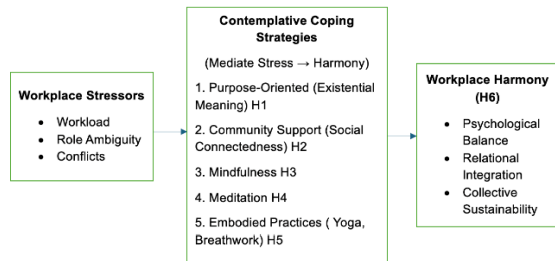 Workplace Stressors
• Workload
• Role Ambiguity
• Conflicts
Contemplative Coping
Strategies
(Mediate Stress → Harmony)
1. Purpose-Oriented (Existential
Meaning) H1
2. Community Support (Social
Connectedness) H2
3. Mindfulness H3
4. Meditation H4
5. Embodied Practices ( Yoga,
Breathwork) H5
Workplace Harmony
(H6)
• Psychological
Balance
• Relational
Integration
• Collective
Sustainability